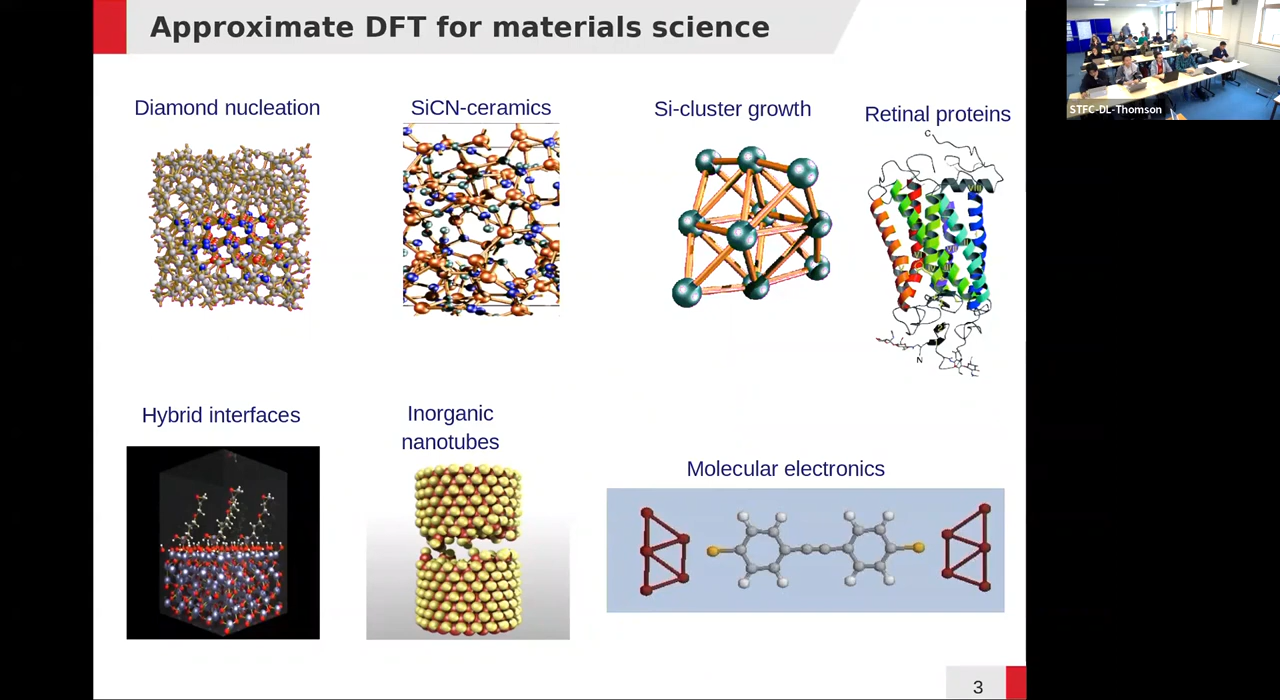 Approximate DFT for materials science
Diamond nucleation
SiCN-ceramics
Si-cluster growth
Retinal proteins
C
N
Hybrid interfaces
Inorganic
nanotubes
Molecular electronics
3
STFC-DL-Thomson